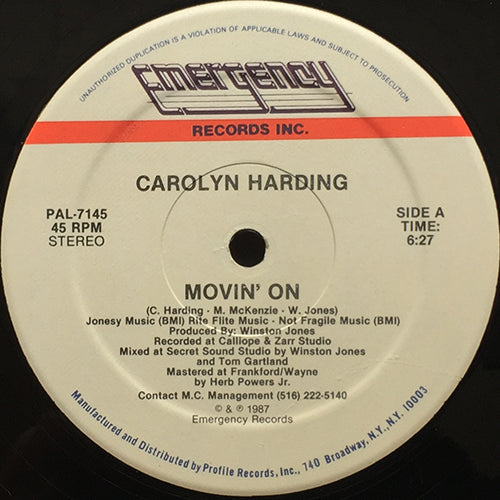 UNAUTHORIZED DUPLICATION IS A VIOLATION OF APPLICABLE LAWS AND SUBJECT TO PROSECUTION
Emergency
RECORDS INC.
CAROLYN HARDING
PAL-7145
45 RPM
STEREO
SIDE A
TIME:
6:27
MOVIN' ON
(C. Harding - M. McKenzie - W. Jones)
Jonesy Music (BMI) Rite Flite Music - Not Fragile Music (BMI)
Produced By: Winston Jones
Recorded at Calliope & Zarr Studio
Mixed at Secret Sound Studio by Winston Jones
and Tom Gartland
Mastered at Frankford/Wayne
by Herb Powers Jr.
Contact M.C. Management (516) 222-5140
© & ℗ 1987
Emergency Records
Manufactured and Distributed by Profile Records, Inc., 740 Broadway, N.Y., N.Y. 10003